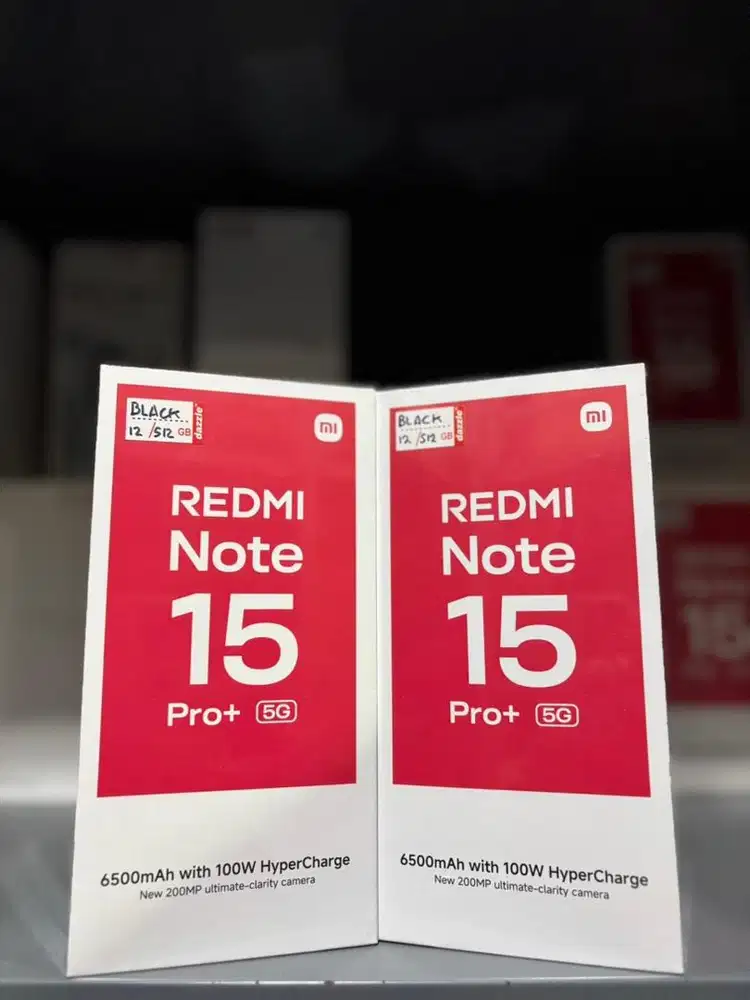 BLACK
12/512 GB
dazzle
mi
REDMI
Note
15
Pro+ 5G
6500mAh with 100W HyperCharge
New 200MP ultimate-clarity camera
BLACK
12/512 GB
dazzle
mi
REDMI
Note
15
Pro+ 5G
6500mAh with 100W HyperCharge
New 200MP ultimate-clarity camera
15